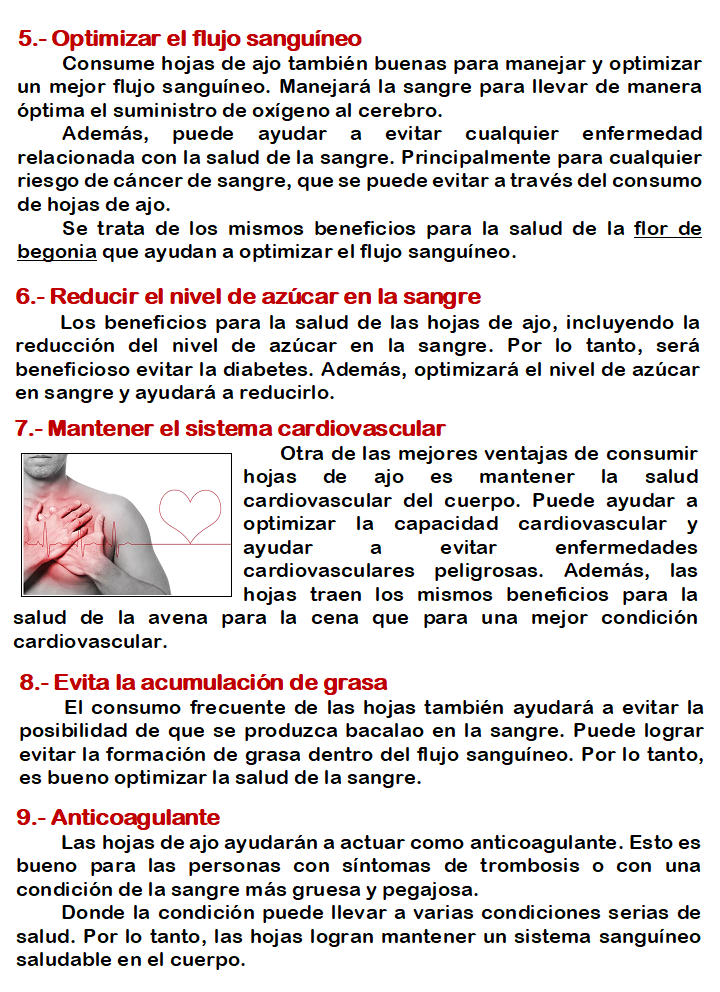 5.- Optimizar el flujo sanguíneo
Consume hojas de ajo también buenas para manejar y optimizar
un mejor flujo sanguíneo. Manejará la sangre para llevar de manera
óptima el suministro de oxígeno al cerebro.
Además, puede ayudar a evitar cualquier enfermedad
relacionada con la salud de la sangre. Principalmente para cualquier
riesgo de cáncer de sangre, que se puede evitar a través del consumo
de hojas de ajo.
Se trata de los mismos beneficios para la salud de la flor de
begonia que ayudan a optimizar el flujo sanguíneo.
6.- Reducir el nivel de azúcar en la sangre
Los beneficios para la salud de las hojas de ajo, incluyendo la
reducción del nivel de azúcar en la sangre. Por lo tanto, será
beneficioso evitar la diabetes. Además, optimizará el nivel de azúcar
en sangre y ayudará a reducirlo.
7.- Mantener el sistema cardiovascular
Otra de las mejores ventajas de consumir
hojas de ajo es mantener la salud
cardiovascular del cuerpo. Puede ayudar a
optimizar la capacidad cardiovascular y
ayudar a evitar enfermedades
cardiovasculares peligrosas. Además, las
hojas traen los mismos beneficios para la
salud de la avena para la cena que para una mejor condición
cardiovascular.
8.- Evita la acumulación de grasa
El consumo frecuente de las hojas también ayudará a evitar la
posibilidad de que se produzca bacalao en la sangre. Puede lograr
evitar la formación de grasa dentro del flujo sanguíneo. Por lo tanto,
es bueno optimizar la salud de la sangre.
9.- Anticoagulante
Las hojas de ajo ayudarán a actuar como anticoagulante. Esto es
bueno para las personas con síntomas de trombosis o con una
condición de la sangre más gruesa y pegajosa.
Donde la condición puede llevar a varias condiciones serias de
salud. Por lo tanto, las hojas logran mantener un sistema sanguíneo
saludable en el cuerpo.